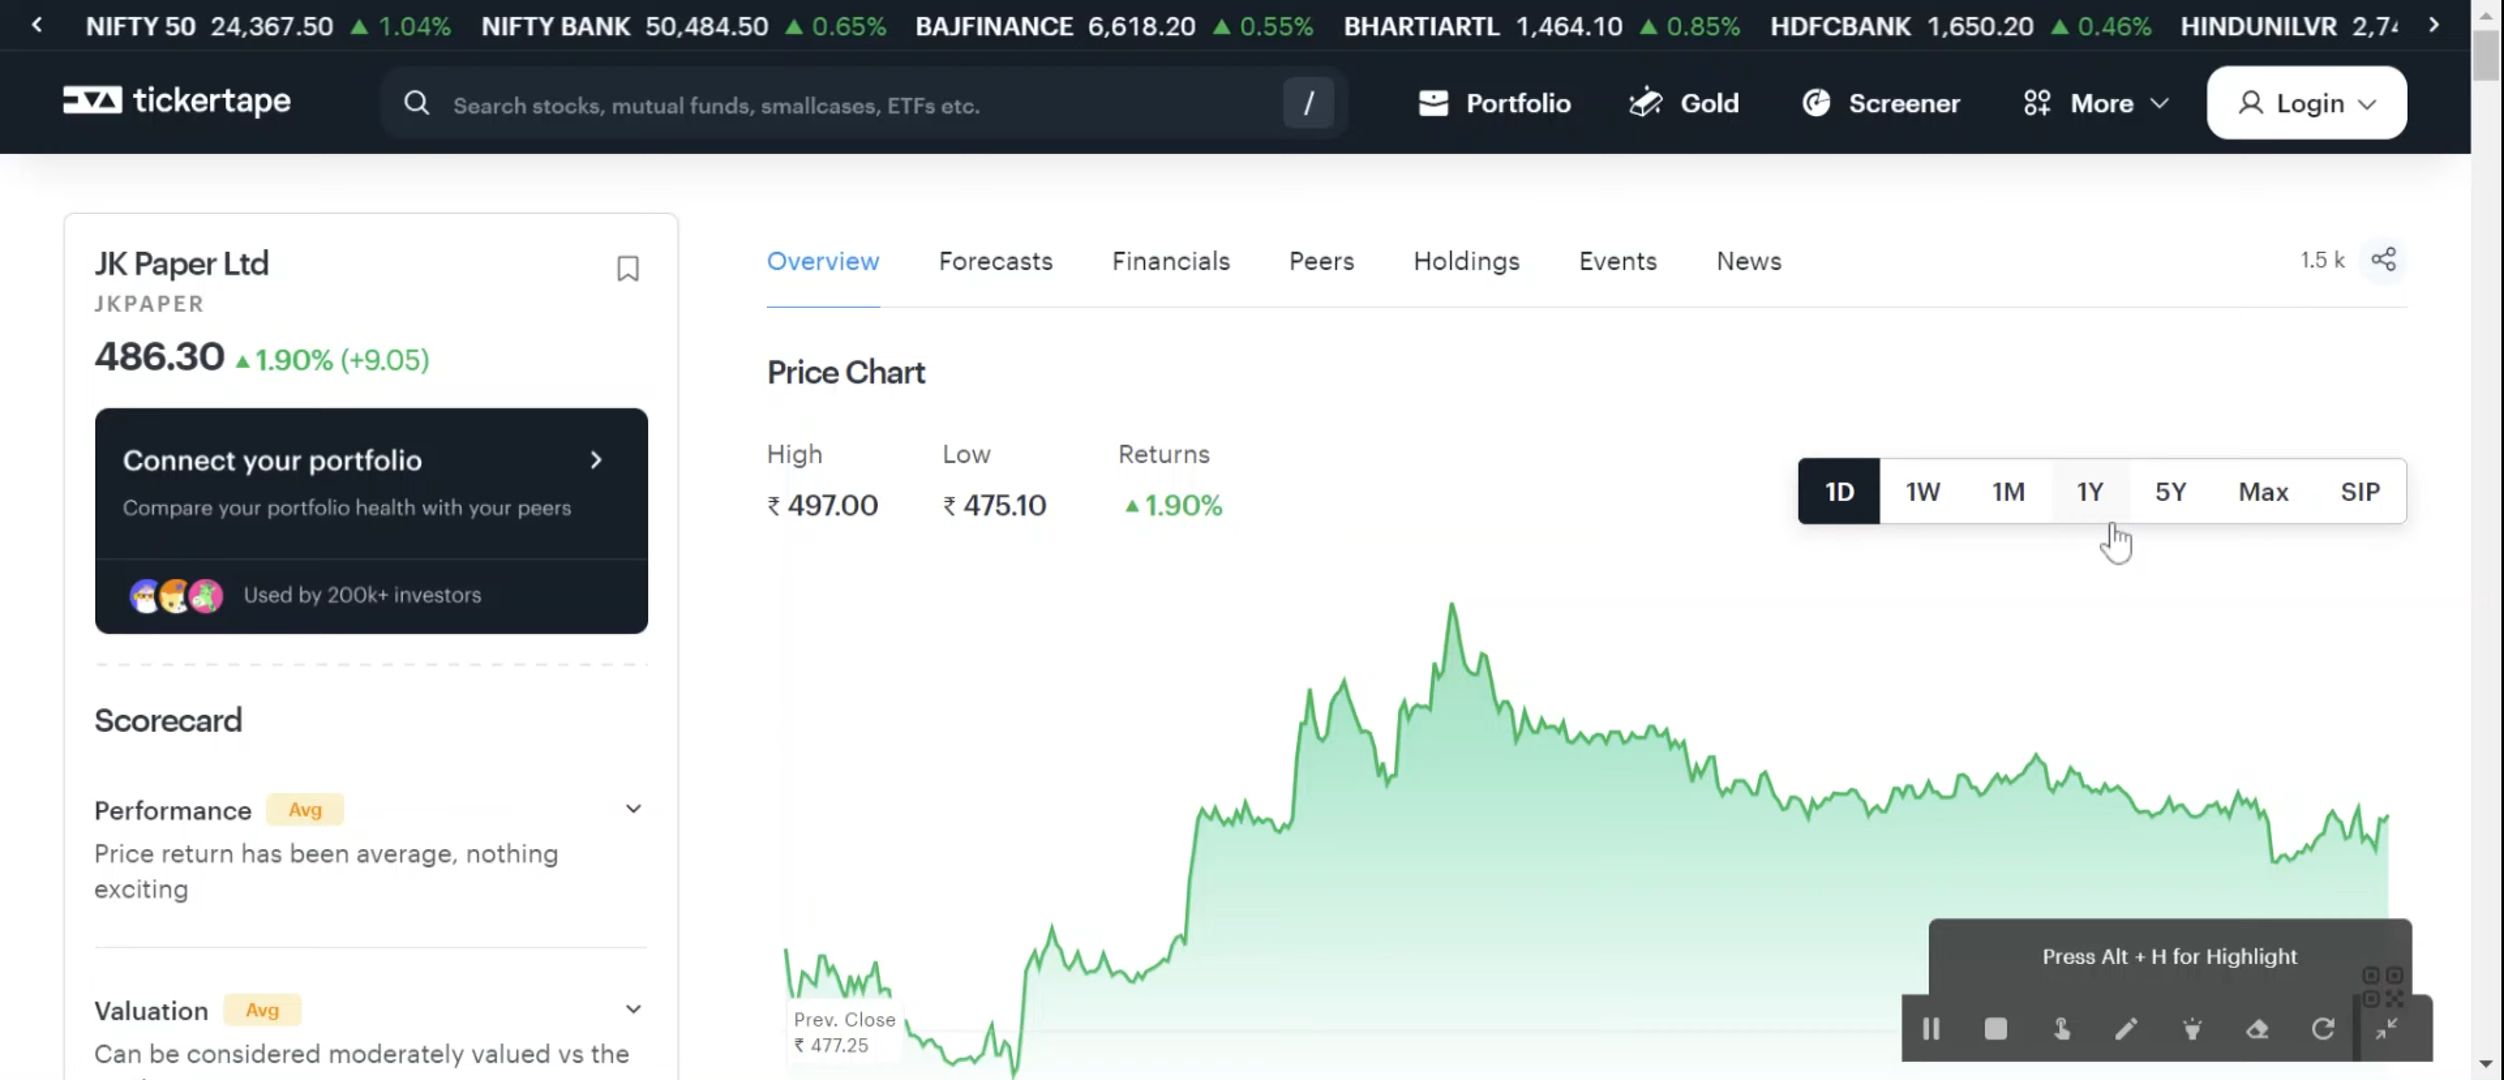 NIFTY 50 24,367.50 ▲ 1.04% NIFTY BANK 50,484.50 ▲ 0.65% BAJFINANCE 6,618.20 ▲ 0.55% BHARTIARTL 1,464.10 ▲ 0.85% HDFCBANK 1,650.20 ▲ 0.46% HINDUNILVR
tickertape
Search stocks, mutual funds, smallcases, ETFs etc.
/
Portfolio
Gold
Screener
More
Login
JK Paper Ltd
JKPAPER
486.30 ▲ 1.90% (+9.05)
Connect your portfolio
Compare your portfolio health with your peers
Used by 200k+ investors
Scorecard
Performance Avg
Price return has been average, nothing
exciting
Valuation Avg
Can be considered moderately valued vs the
Overview Forecasts Financials Peers Holdings Events News
1.5 k
Price Chart
High Low Returns
₹ 497.00 ₹ 475.10 ▲ 1.90%
1D 1W 1M 1Y 5Y Max SIP
Prev. Close
₹ 477.25
Press Alt + H for Highlight